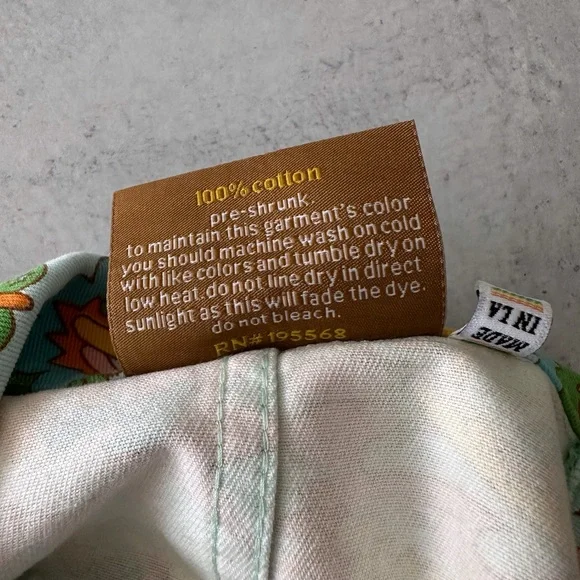 100% cotton
pre-shrunk.
to maintain this garment's color
you should machine wash on cold
with like colors and tumble dry on
low heat. do not line dry in direct
sunlight as this will fade the dye.
do not bleach.
RN#105568
MADE
IN LA